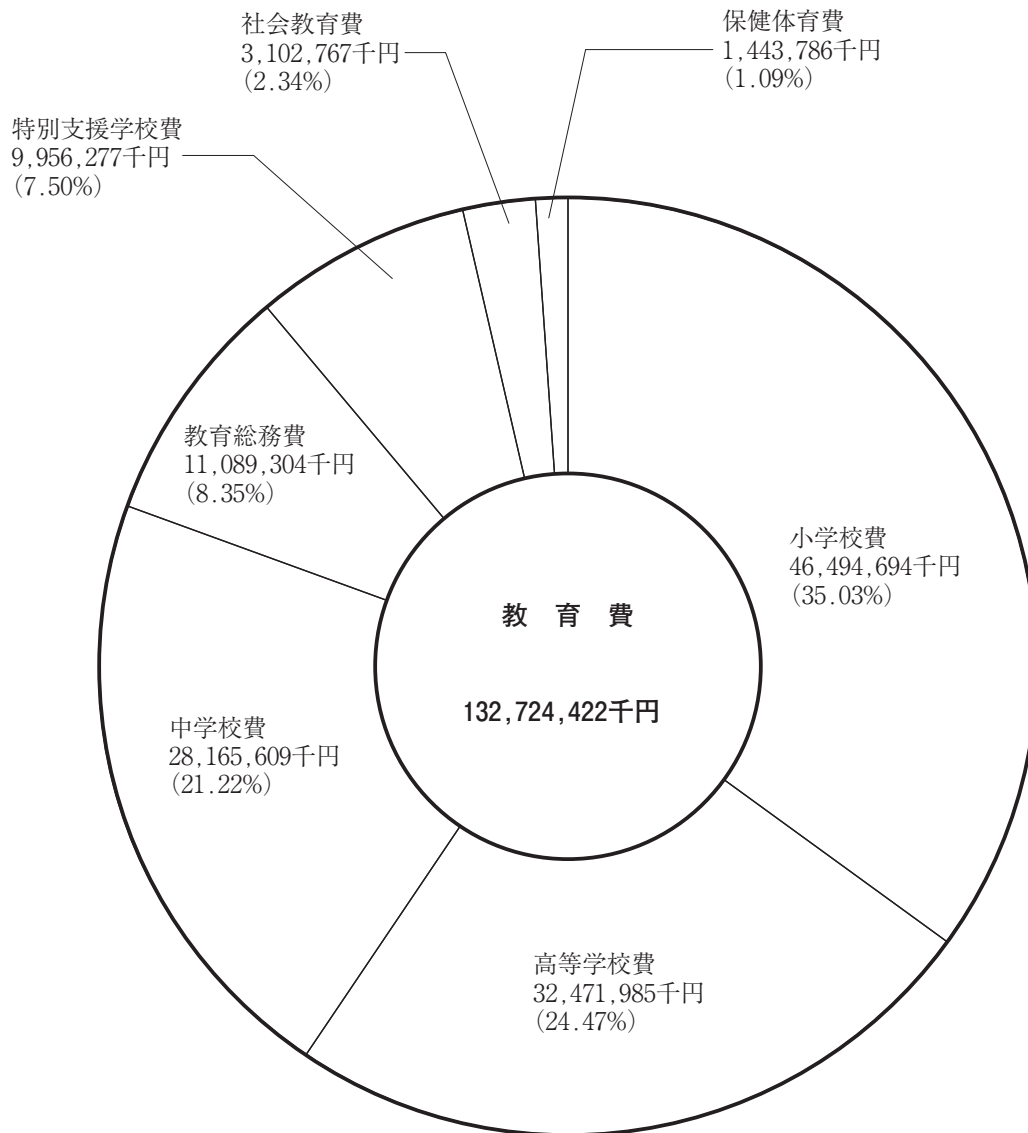 社会教育費
3,102,767千円
(2.34%)
保健体育費
1,443,786千円
(1.09%)
特別支援学校費
9,956,277千円
(7.50%)
教育総務費
11,089,304千円
(8.35%)
小学校費
46,494,694千円
(35.03%)
教育費
132,724,422千円
中学校費
28,165,609千円
(21.22%)
高等学校費
32,471,985千円
(24.47%)